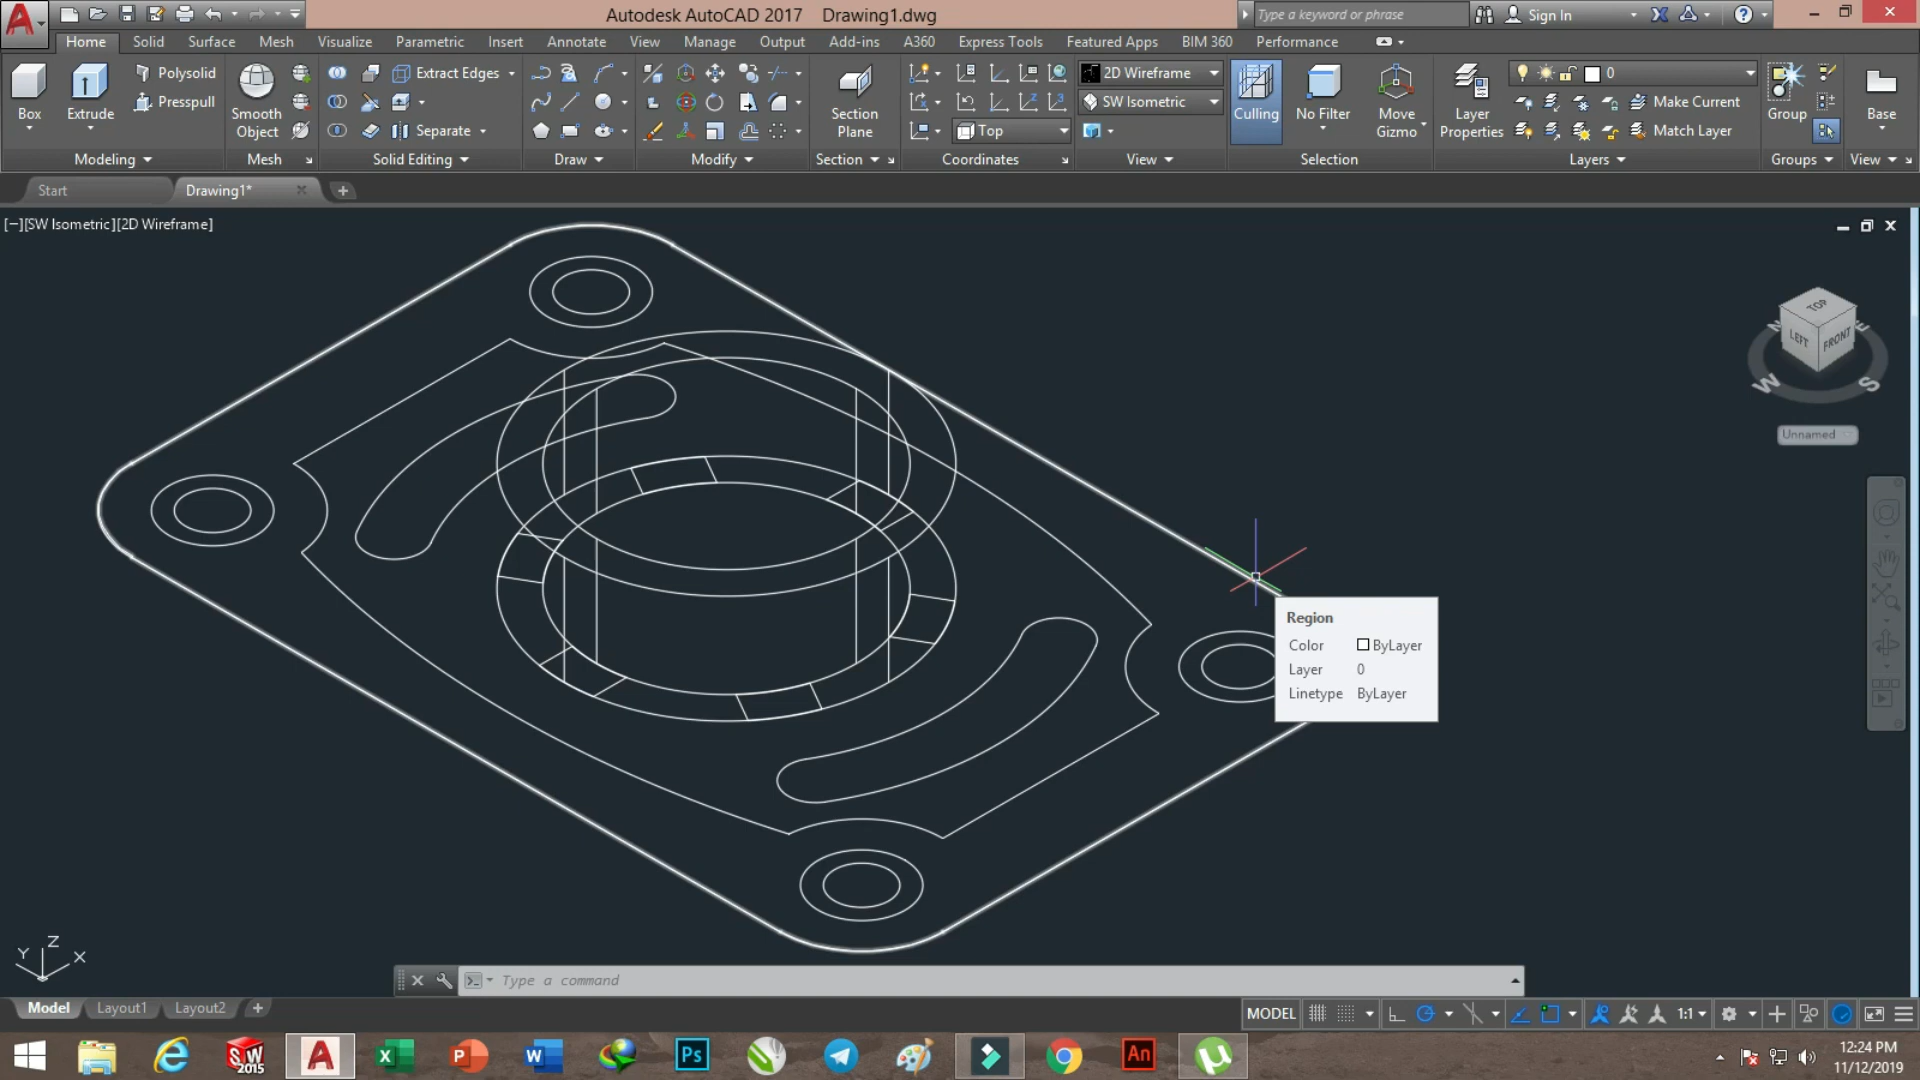 Autodesk AutoCAD 2017 Drawing1.dwg
Type a keyword or phrase
Sign In
Home Solid Surface Mesh Visualize Parametric Insert Annotate View Manage Output Add-ins A360 Express Tools Featured Apps BIM 360 Performance
Box
Extrude
Polysolid
Presspull
Smooth
Object
Extract Edges
Separate
Section
Plane
Top
2D Wireframe
SW Isometric
Culling
No Filter
Move
Gizmo
Layer
Properties
0
Make Current
Match Layer
Group
Base
Modeling Mesh Solid Editing Draw Modify Section Coordinates View Selection Layers Groups View
Start Drawing1*
[−][SW Isometric][2D Wireframe]
TOP
LEFT FRONT
N E
W S
Unnamed
Region
Color ByLayer
Layer 0
Linetype ByLayer
Z
Y X
Type a command
Model Layout1 Layout2
MODEL
1:1
SW
2015
A
X
P
W
Ps
An
12:24 PM
11/12/2019